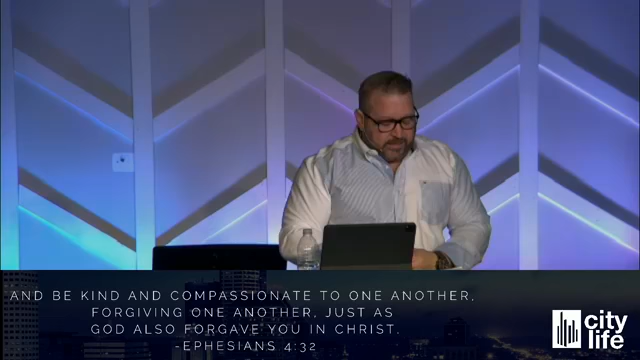 AND BE KIND AND COMPASSIONATE TO ONE ANOTHER,
FORGIVING ONE ANOTHER, JUST AS
GOD ALSO FORGAVE YOU IN CHRIST.
-EPHESIANS 4:32
city
life